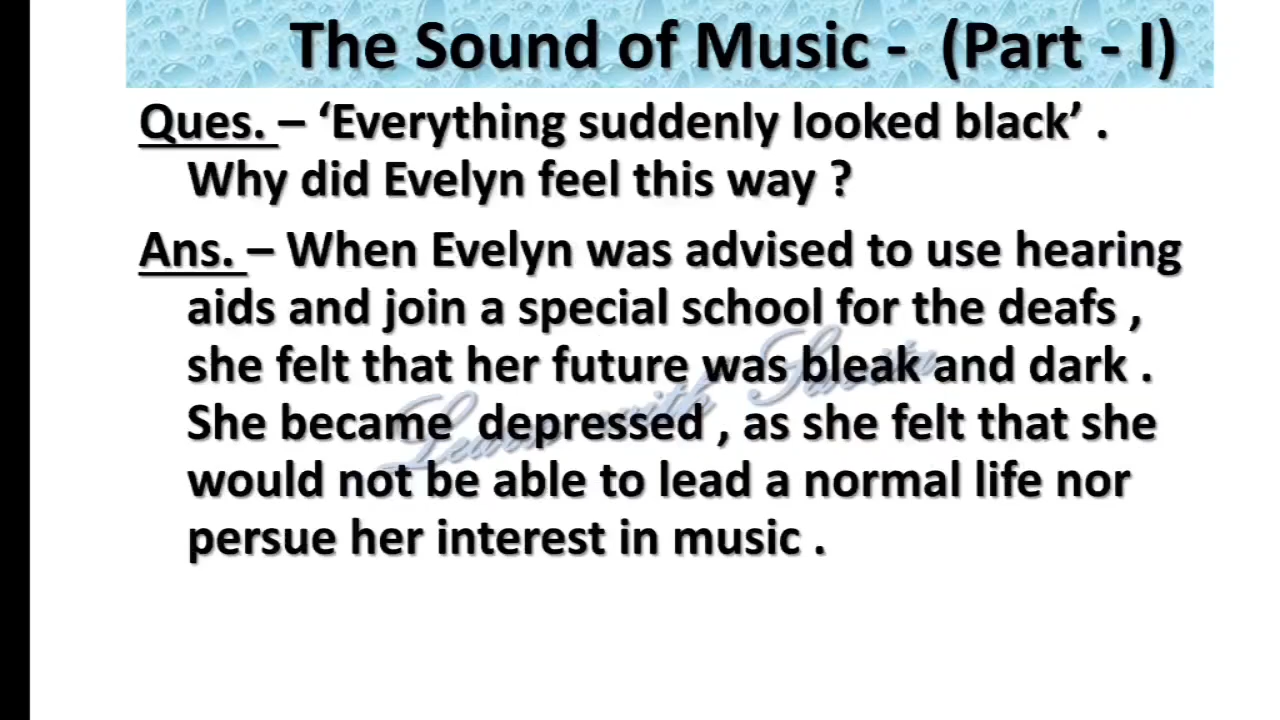 The Sound of Music - (Part - I)
Ques. – ‘Everything suddenly looked black’ .
Why did Evelyn feel this way ?
Ans. – When Evelyn was advised to use hearing
aids and join a special school for the deafs ,
she felt that her future was bleak and dark .
She became depressed , as she felt that she
would not be able to lead a normal life nor
persue her interest in music .
with